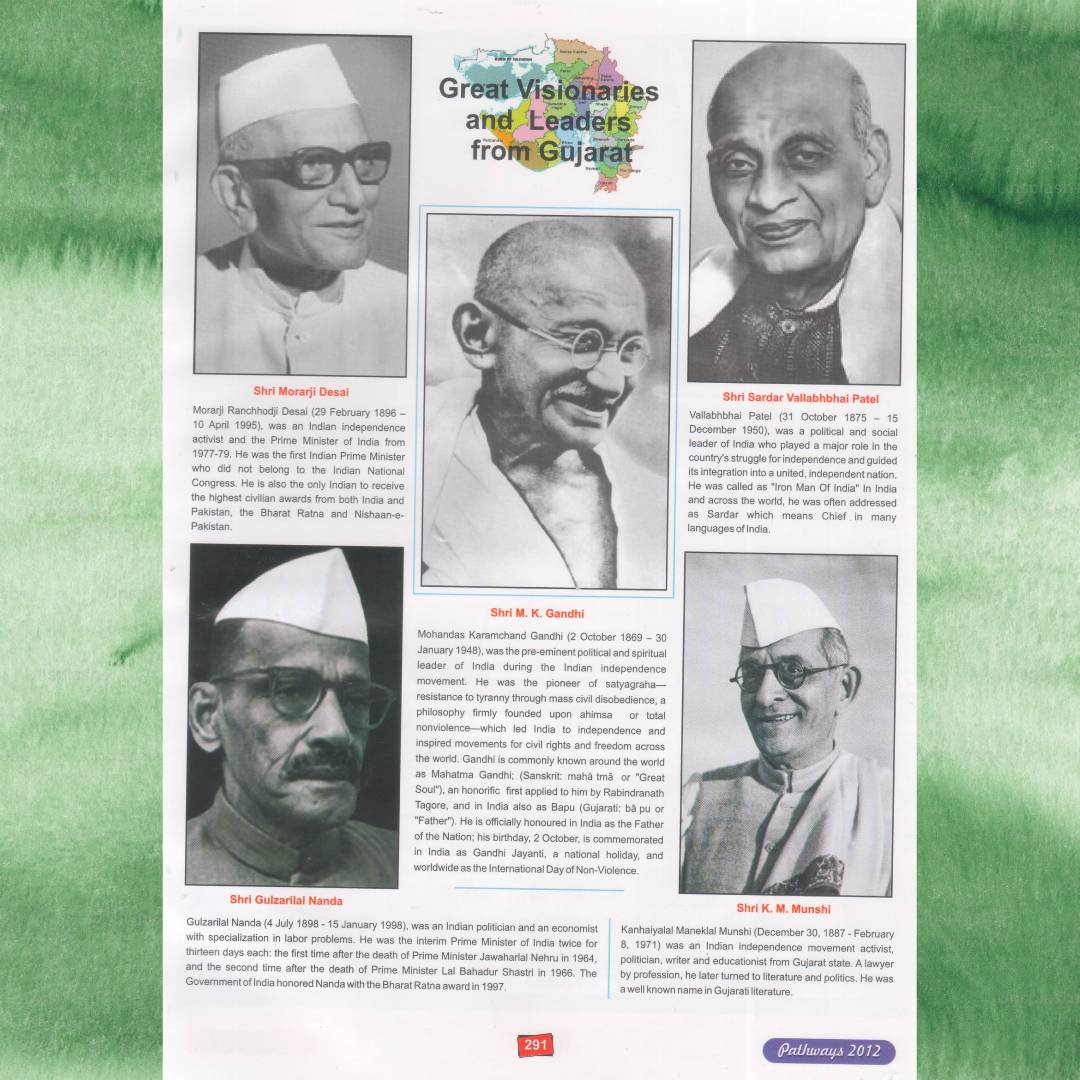 Great Visionaries
and Leaders
from Gujarat
Shri Morarji Desai
Morarji Ranchhodji Desai (29 February 1896 –
10 April 1995), was an Indian independence
activist and the Prime Minister of India from
1977-79. He was the first Indian Prime Minister
who did not belong to the Indian National
Congress. He is also the only Indian to receive
the highest civilian awards from both India and
Pakistan, the Bharat Ratna and Nishaan-e-
Pakistan.
Shri Sardar Vallabhbhai Patel
Vallabhbhai Patel (31 October 1875 – 15
December 1950), was a political and social
leader of India who played a major role in the
country's struggle for independence and guided
its integration into a united, independent nation.
He was called as "Iron Man Of India" In India
and across the world, he was often addressed
as Sardar which means Chief in many
languages of India.
Shri M. K. Gandhi
Mohandas Karamchand Gandhi (2 October 1869 – 30
January 1948), was the pre-eminent political and spiritual
leader of India during the Indian independence
movement. He was the pioneer of satyagraha—
resistance to tyranny through mass civil disobedience, a
philosophy firmly founded upon ahimsa or total
nonviolence—which led India to independence and
inspired movements for civil rights and freedom across
the world. Gandhi is commonly known around the world
as Mahatma Gandhi; (Sanskrit: mahā tmā or "Great
Soul"), an honorific first applied to him by Rabindranath
Tagore, and in India also as Bapu (Gujarati: bā pu or
"Father"). He is officially honoured in India as the Father
of the Nation; his birthday, 2 October, is commemorated
in India as Gandhi Jayanti, a national holiday, and
worldwide as the International Day of Non-Violence.
Shri Gulzarilal Nanda
Gulzarilal Nanda (4 July 1898 - 15 January 1998), was an Indian politician and an economist
with specialization in labor problems. He was the interim Prime Minister of India twice for
thirteen days each: the first time after the death of Prime Minister Jawaharlal Nehru in 1964,
and the second time after the death of Prime Minister Lal Bahadur Shastri in 1966. The
Government of India honored Nanda with the Bharat Ratna award in 1997.
Shri K. M. Munshi
Kanhaiyalal Maneklal Munshi (December 30, 1887 - February
8, 1971) was an Indian independence movement activist,
politician, writer and educationist from Gujarat state. A lawyer
by profession, he later turned to literature and politics. He was
a well known name in Gujarati literature.
291
Pathways 2012